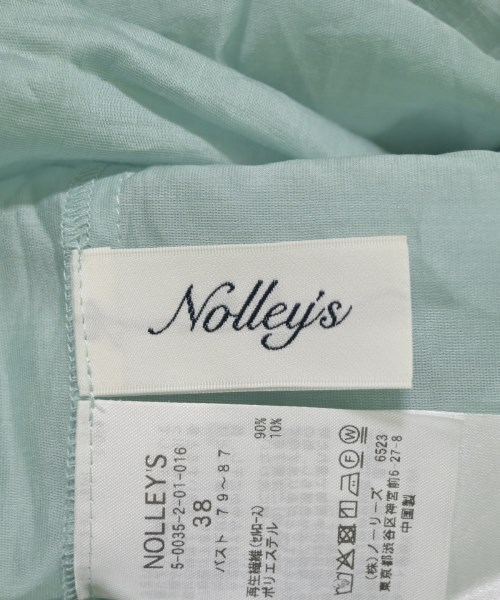 Nolley's
NOLLEY'S
5-0035-2-01-016
38
バスト 79～87
再生繊維(セルロース) 90%
ポリエステル 10%
(株)ノーリーズ 6523
東京都渋谷区神宮前6-27-8
中国製